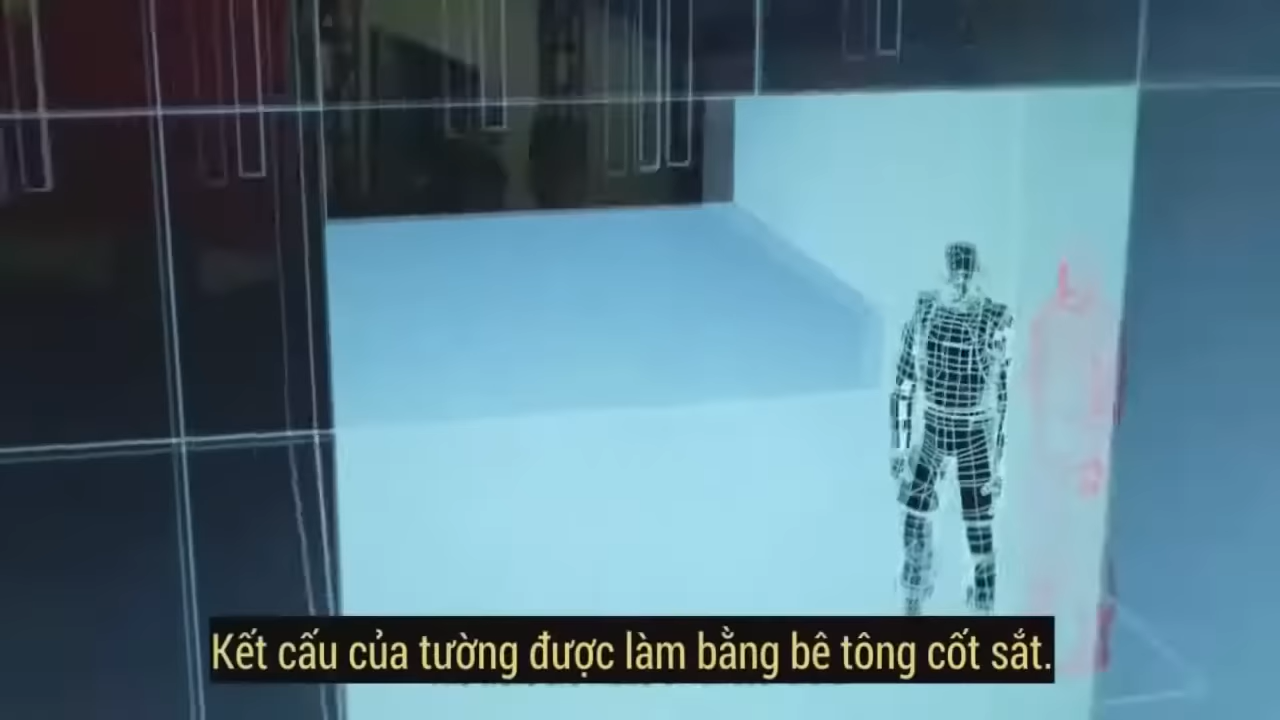 Kết cấu của tường được làm bằng bê tông cốt sắt.